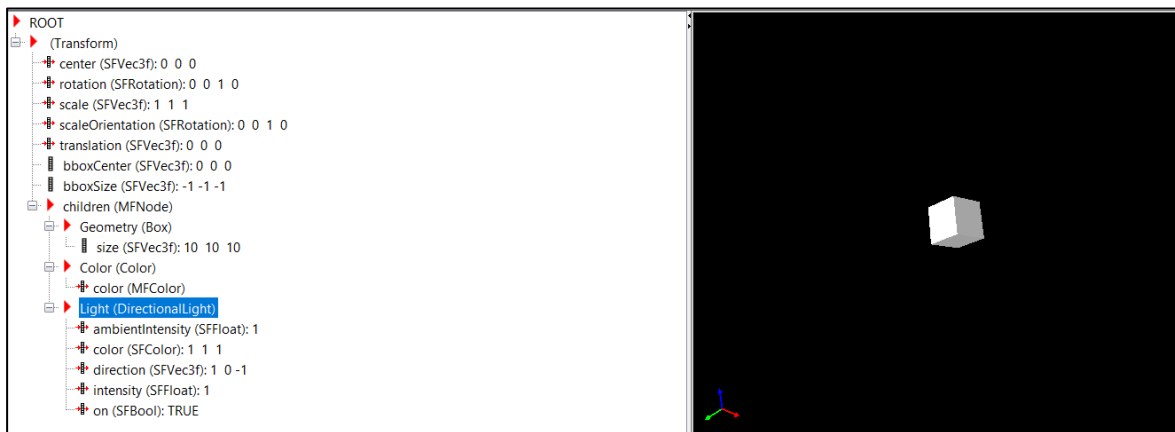 ROOT
(Transform)
center (SFVec3f): 0 0 0
rotation (SFRotation): 0 0 1 0
scale (SFVec3f): 1 1 1
scaleOrientation (SFRotation): 0 0 1 0
translation (SFVec3f): 0 0 0
bboxCenter (SFVec3f): 0 0 0
bboxSize (SFVec3f): -1 -1 -1
children (MFNode)
Geometry (Box)
size (SFVec3f): 10 10 10
Color (Color)
color (MFColor)
Light (DirectionalLight)
ambientIntensity (SFFloat): 1
color (SFColor): 1 1 1
direction (SFVec3f): 1 0 -1
intensity (SFFloat): 1
on (SFBool): TRUE